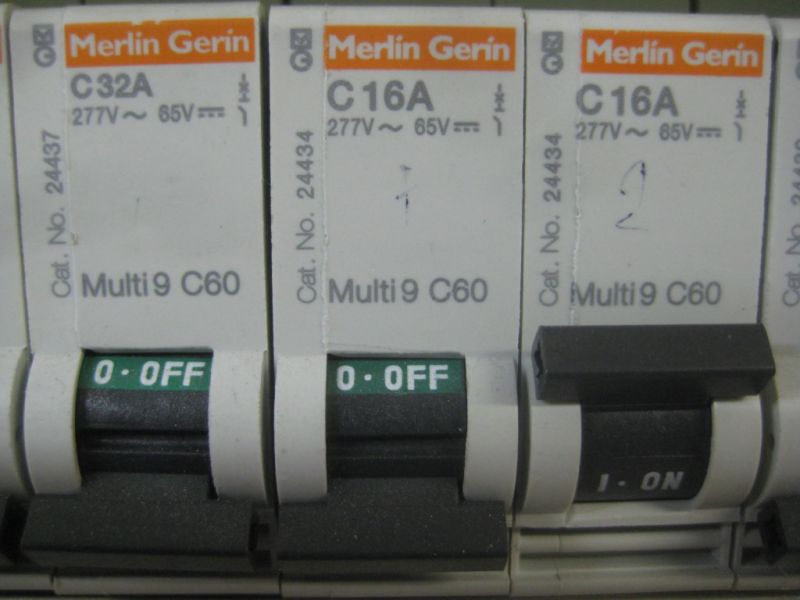 Merlin Gerin
C32A
277V~ 65V⎓
Cat. No. 24437
Multi 9 C60
0·OFF
Merlin Gerin
C16A
277V~ 65V⎓
1
Cat. No. 24434
Multi 9 C60
0·OFF
Merlin Gerin
C16A
277V~ 65V⎓
2
Cat. No. 24434
Multi 9 C60
I·ON